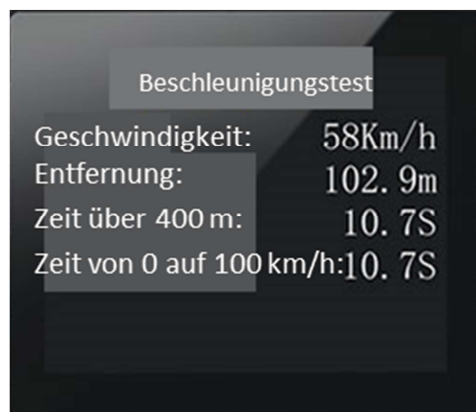 Beschleunigungstest
Geschwindigkeit: 58Km/h
Entfernung: 102.9m
Zeit über 400 m: 10.7S
Zeit von 0 auf 100 km/h:10.7S